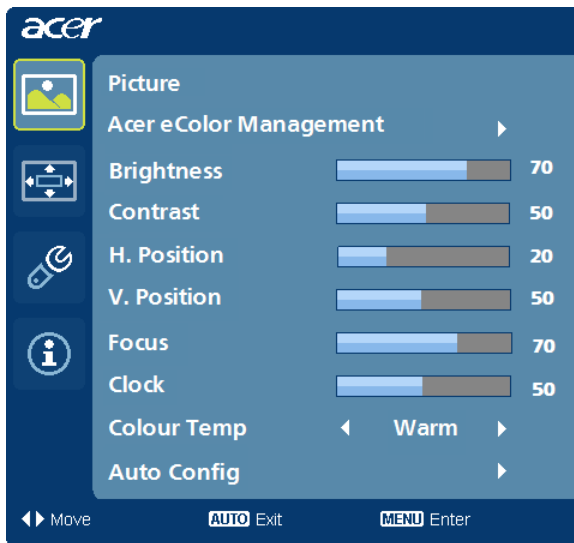 acer
Picture
Acer eColor Management
Brightness 70
Contrast 50
H. Position 20
V. Position 50
Focus 70
Clock 50
Colour Temp Warm
Auto Config
Move AUTO Exit MENU Enter